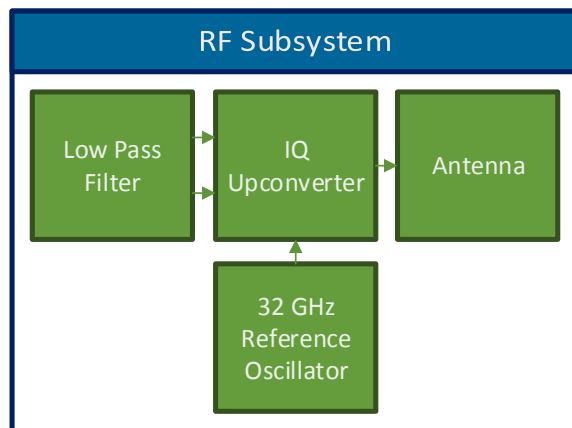 RF Subsystem
Low Pass
Filter
IQ
Upconverter
Antenna
32 GHz
Reference
Oscillator